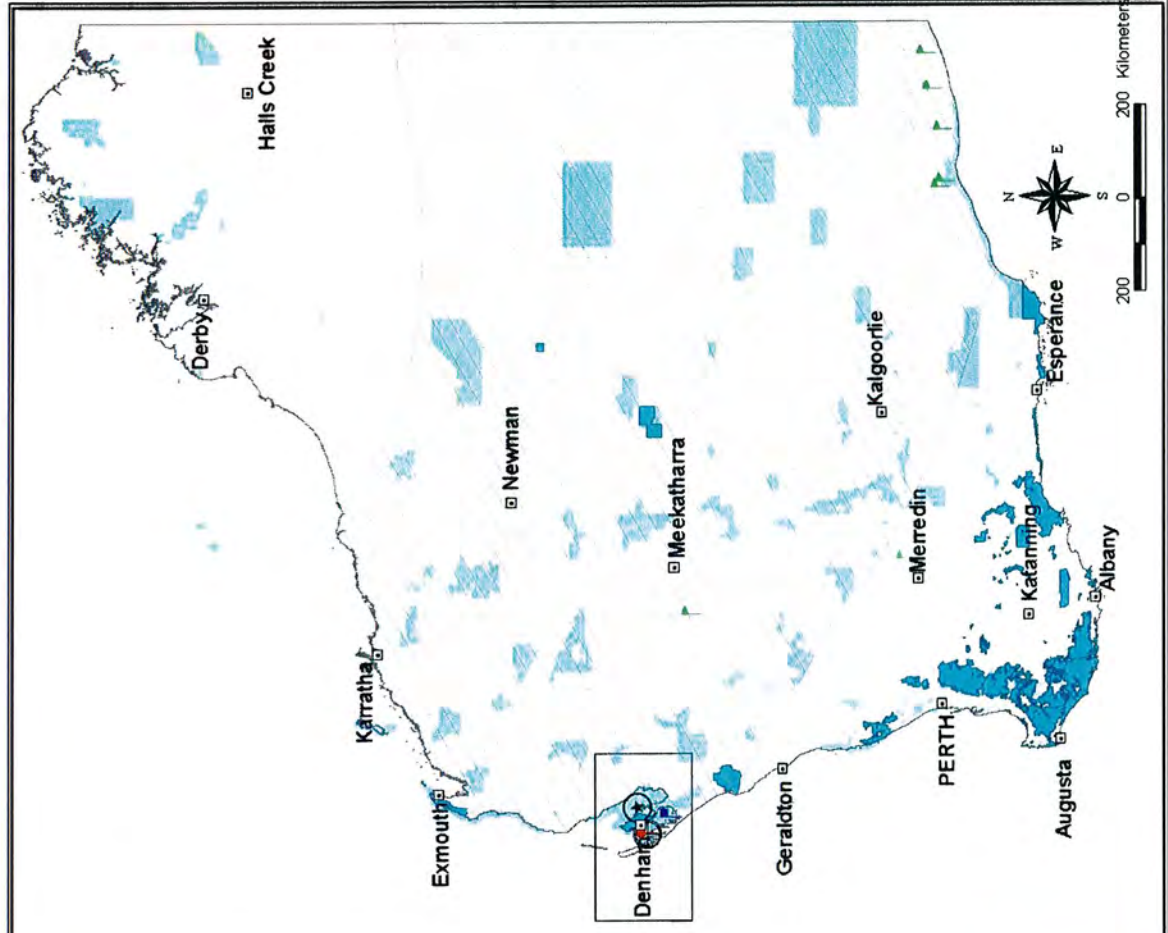 Halls Creek
Derby
Karratha
Newman
Exmouth
Meekatharra
Denham
Kalgoorlie
Geraldton
Merredin
Esperance
Katanning
PERTH
Albany
Augusta
N
W
E
S
200 0 200 Kilometers